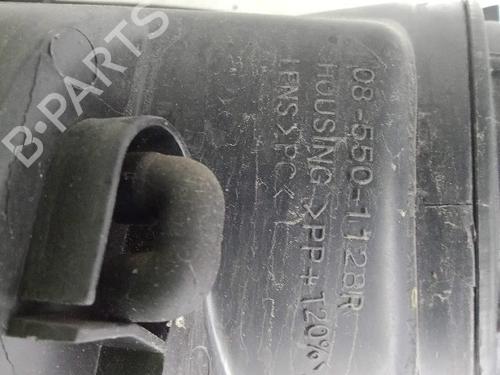 B-PARTS
08-550-1128R
HOUSING >PP+T20%<
LENS >PC<